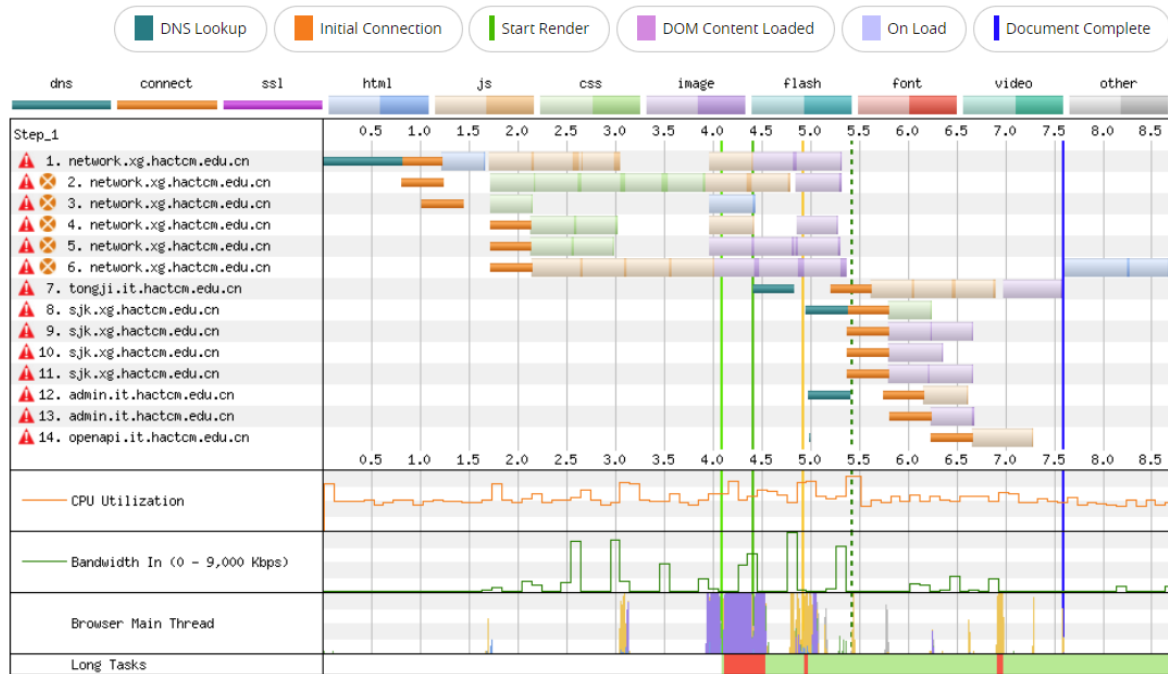 DNS Lookup Initial Connection Start Render DOM Content Loaded On Load Document Complete
dns connect ssl html js css image flash font video other
Step_1 0.5 1.0 1.5 2.0 2.5 3.0 3.5 4.0 4.5 5.0 5.5 6.0 6.5 7.0 7.5 8.0 8.5
1. network.xg.hactcm.edu.cn
2. network.xg.hactcm.edu.cn
3. network.xg.hactcm.edu.cn
4. network.xg.hactcm.edu.cn
5. network.xg.hactcm.edu.cn
6. network.xg.hactcm.edu.cn
7. tongji.it.hactcm.edu.cn
8. sjk.xg.hactcm.edu.cn
9. sjk.xg.hactcm.edu.cn
10. sjk.xg.hactcm.edu.cn
11. sjk.xg.hactcm.edu.cn
12. admin.it.hactcm.edu.cn
13. admin.it.hactcm.edu.cn
14. openapi.it.hactcm.edu.cn
0.5 1.0 1.5 2.0 2.5 3.0 3.5 4.0 4.5 5.0 5.5 6.0 6.5 7.0 7.5 8.0 8.5
CPU Utilization
Bandwidth In (0 - 9,000 Kbps)
Browser Main Thread
Long Tasks